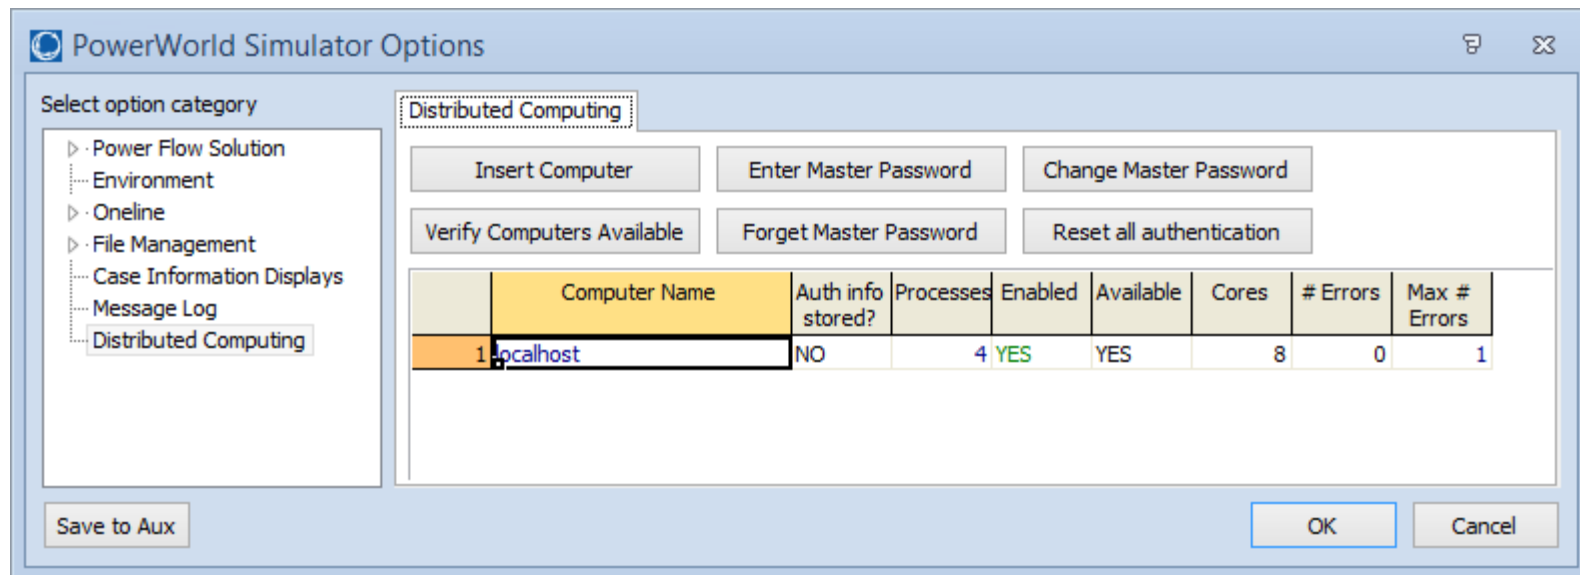 PowerWorld Simulator Options
Select option category
Power Flow Solution
Environment
Oneline
File Management
Case Information Displays
Message Log
Distributed Computing
Distributed Computing
Insert Computer Enter Master Password Change Master Password
Verify Computers Available Forget Master Password Reset all authentication
Computer Name Auth info stored? Processes Enabled Available Cores # Errors Max # Errors
1 localhost NO 4 YES YES 8 0 1
Save to Aux OK Cancel